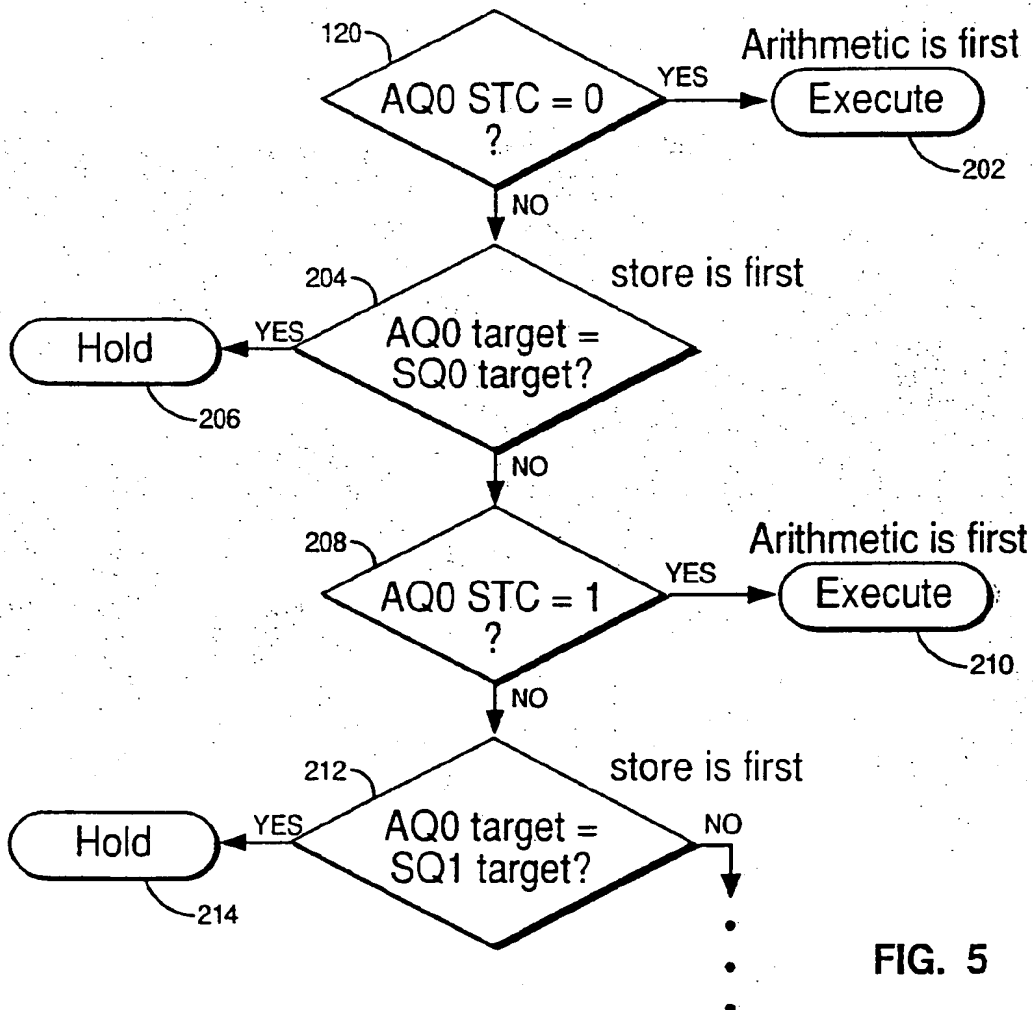 120
AQ0 STC = 0
?
YES
Arithmetic is first
Execute
202
NO
204
store is first
AQ0 target =
SQ0 target?
YES
Hold
206
NO
208
AQ0 STC = 1
?
YES
Arithmetic is first
Execute
210
NO
212
store is first
AQ0 target =
SQ1 target?
YES
Hold
214
NO
FIG. 5